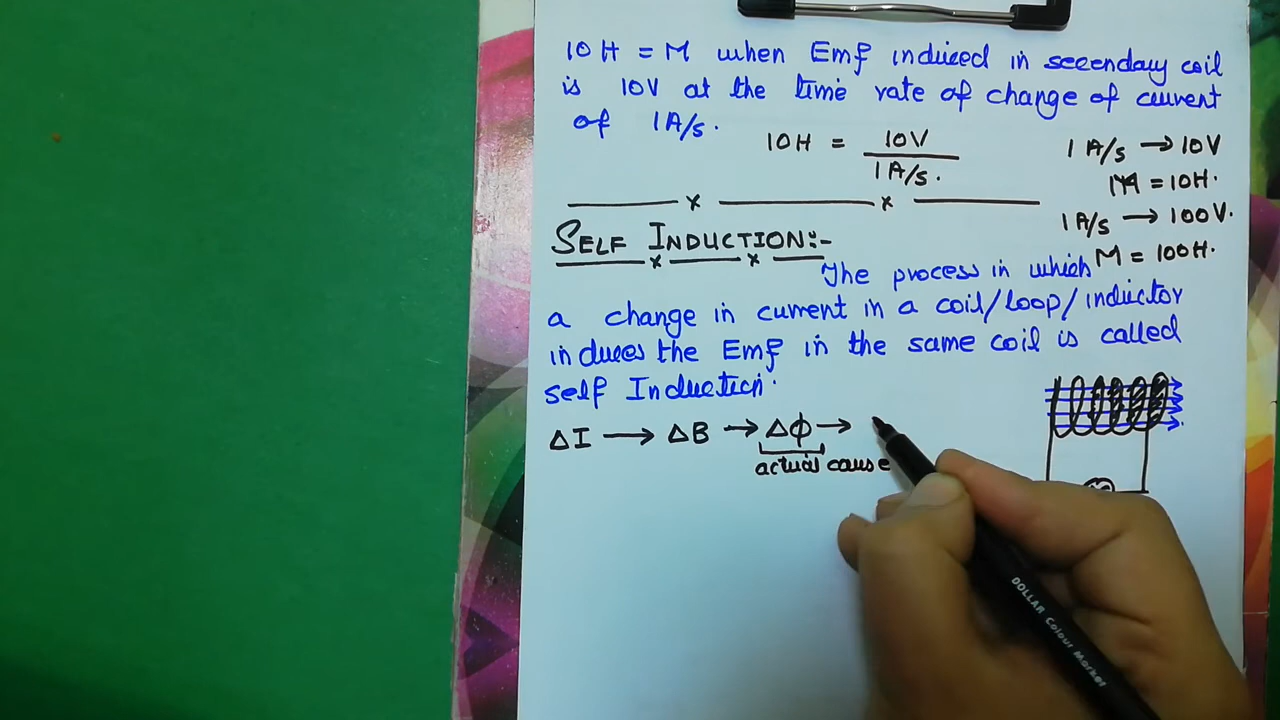 10 H = M when Emf induced in secendary coil
is 10V at the time rate of change of current
of 1A/s.
10H = 10V
1A/s.
1 A/s → 10V
M = 10H.
1A/s → 100V.
M = 100H.
SELF INDUCTION:-
The process in which
a change in current in a coil/loop/inductor
induces the Emf in the same coil is called
self Induction.
ΔI → ΔB → Δϕ →
actual cause
DOLLAR Colour Marker